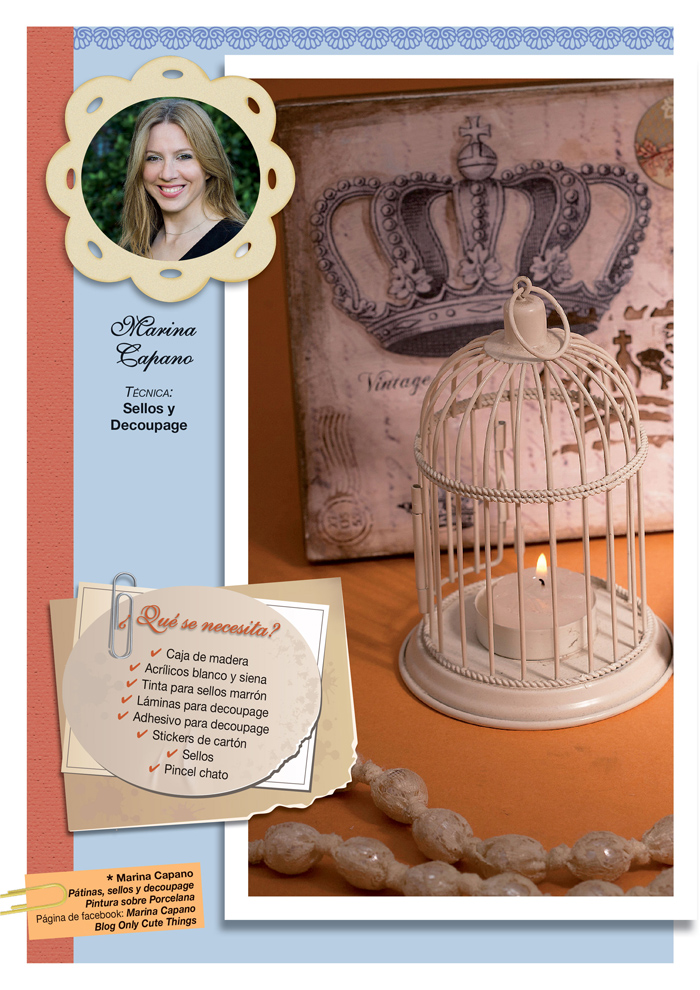 Marina
Capano
TÉCNICA:
Sellos y
Decoupage
Vintage
¿Qué se necesita?
✔ Caja de madera
✔ Acrílicos blanco y siena
✔ Tinta para sellos marrón
✔ Láminas para decoupage
✔ Adhesivo para decoupage
✔ Stickers de cartón
✔ Sellos
✔ Pincel chato
* Marina Capano
Pátinas, sellos y decoupage
Pintura sobre Porcelana
Página de facebook: Marina Capano
Blog Only Cute Things